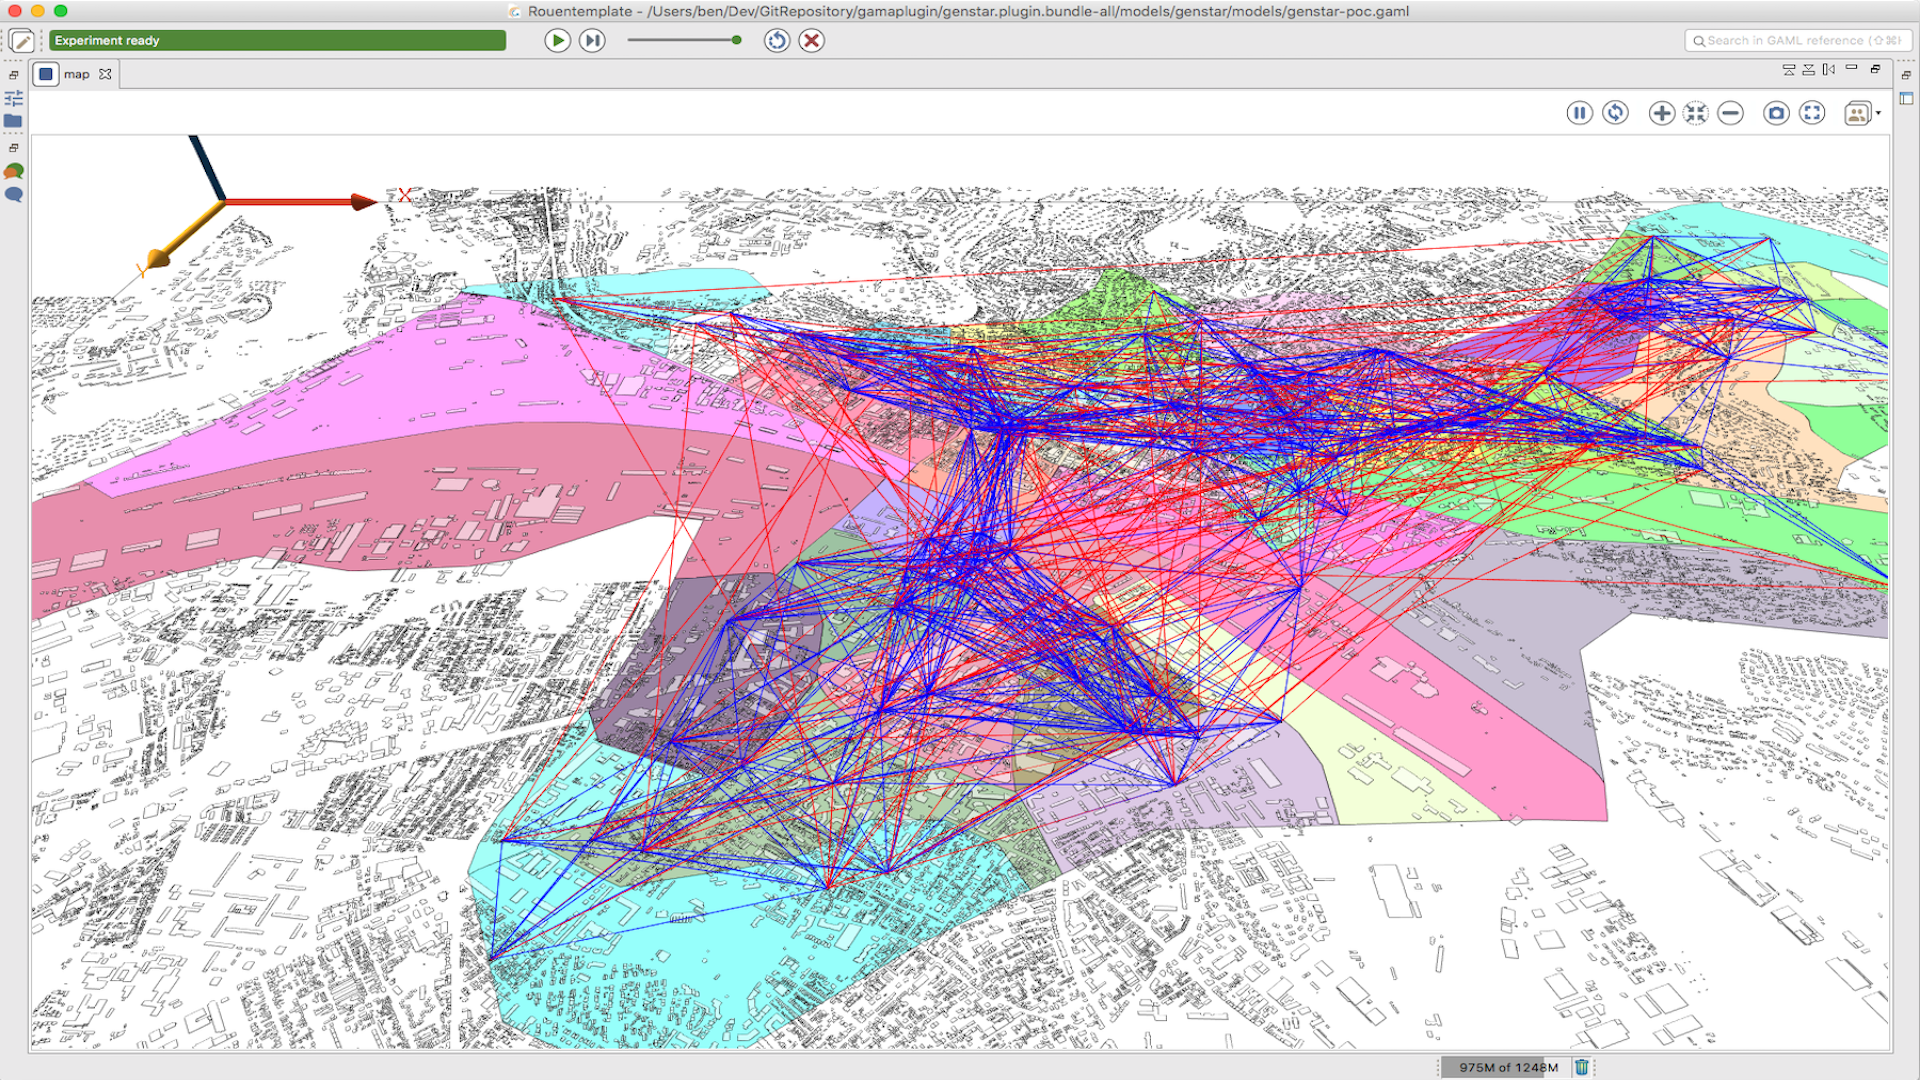 Rouentemplate - /Users/ben/Dev/GitRepository/gamaplugin/genstar.plugin.bundle-all/models/genstar/models/genstar-poc.gaml
Experiment ready
Search in GAML reference (⇧⌘H)
map
X
Y
975M of 1248M